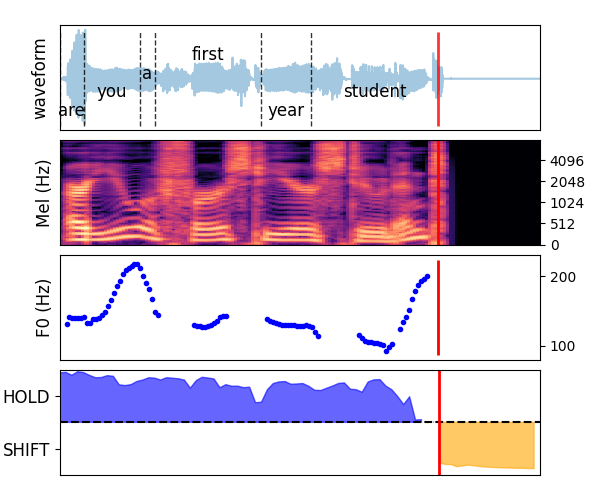 waveform
are
you
a
first
year
student
Mel (Hz)
4096
2048
1024
512
0
F0 (Hz)
200
100
HOLD
SHIFT